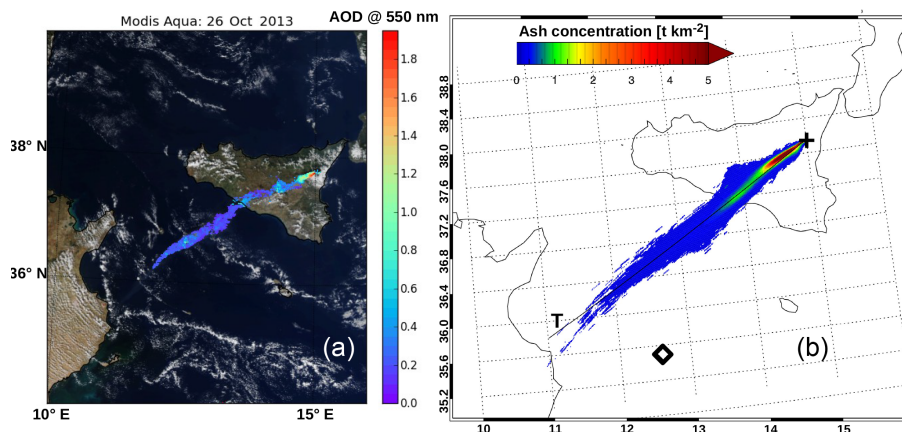 Modis Aqua: 26 Oct 2013
AOD @ 550 nm
38° N
36° N
10° E
15° E
1.8
1.6
1.4
1.2
1.0
0.8
0.6
0.4
0.2
0.0
(a)
Ash concentration [t km-2]
0 1 2 3 4 5
38.8
38.4
38.0
37.6
37.2
36.8
36.4
36.0
35.6
35.2
T
(b)
10 11 12 13 14 15